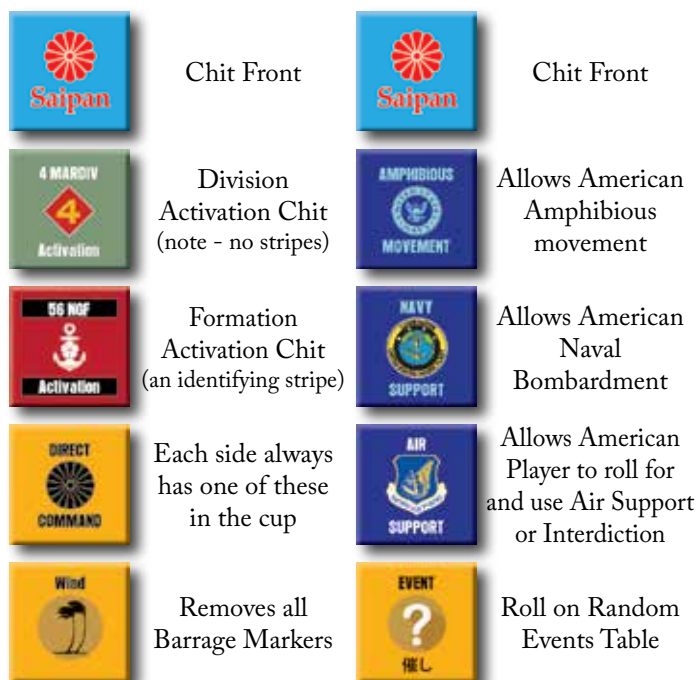 Saipan
Chit Front
4 MARDIV
4
Activation
Division
Activation Chit
(note - no stripes)
56 NGF
Activation
Formation
Activation Chit
(an identifying stripe)
DIRECT
COMMAND
Each side always
has one of these
in the cup
Wind
Removes all
Barrage Markers
Saipan
Chit Front
AMPHIBIOUS
MOVEMENT
Allows American
Amphibious
movement
NAVY
SUPPORT
Allows American
Naval
Bombardment
AIR
SUPPORT
Allows American
Player to roll for
and use Air Support
or Interdiction
EVENT
?
催し
Roll on Random
Events Table